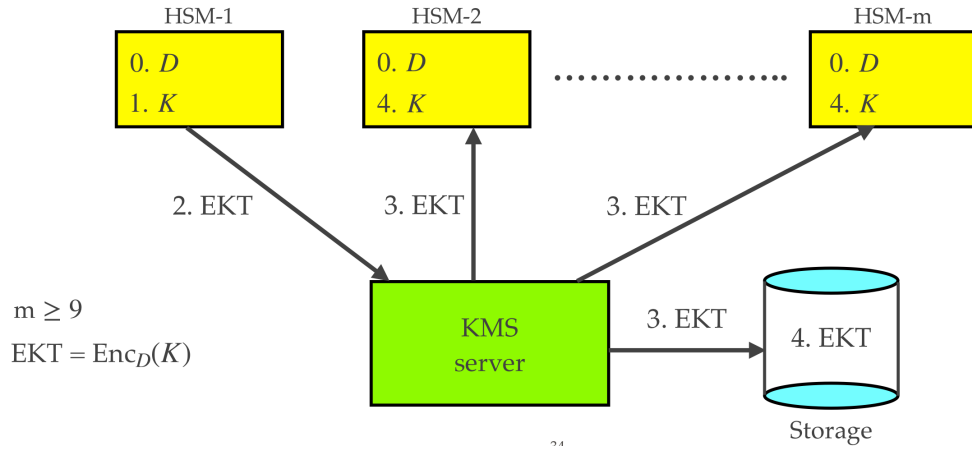 HSM-1
HSM-2
HSM-m
0. D
1. K
0. D
4. K
0. D
4. K
2. EKT
3. EKT
3. EKT
m ≥ 9
EKT = Enc_D(K)
KMS
server
3. EKT
4. EKT
Storage